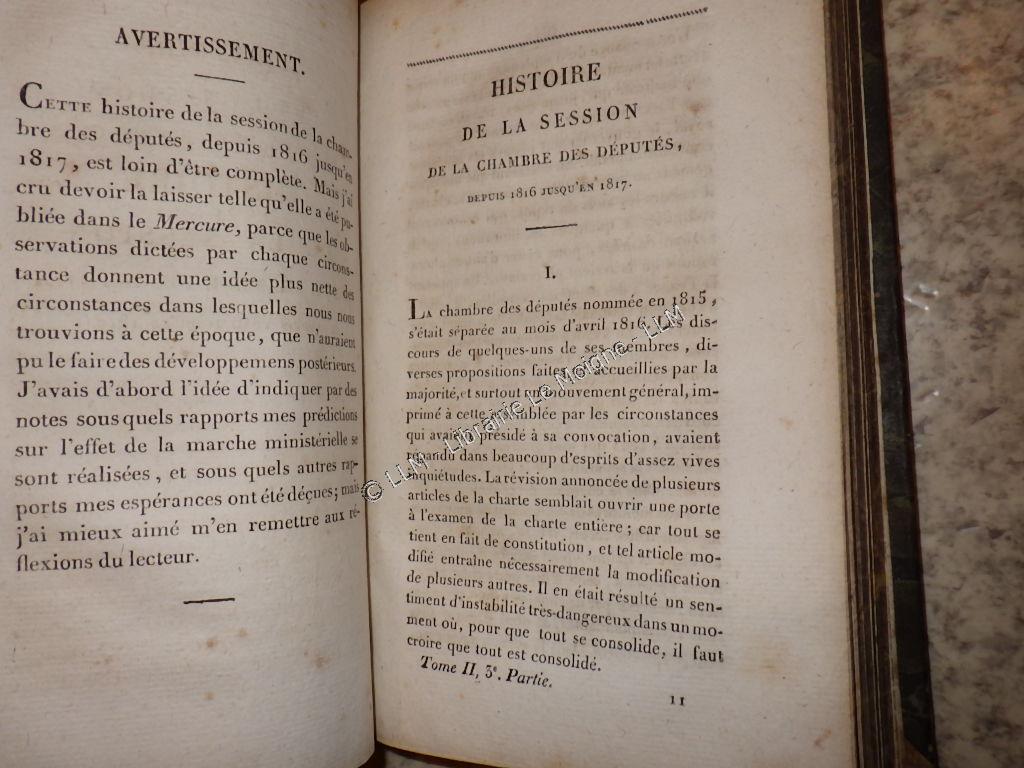 AVERTISSEMENT.
CETTE histoire de la session de la cham-
bre des députés, depuis 1816 jusqu'en
1817, est loin d'être complète. Mais j'ai
cru devoir la laisser telle qu'elle a été pu-
bliée dans le Mercure, parce que les ob-
servations dictées par chaque circons-
tance donnent une idée plus nette des
circonstances dans lesquelles nous nous
trouvions à cette époque, que n'auraient
pu le faire des développemens postérieurs.
J'avais d'abord l'idée d'indiquer par des
notes sous quels rapports mes prédictions
sur l'effet de la marche ministérielle se
sont réalisées, et sous quels autres rap-
ports mes espérances ont été déçues; mais
j'ai mieux aimé m'en remettre aux ré-
flexions du lecteur.
HISTOIRE
DE LA SESSION
DE LA CHAMBRE DES DÉPUTÉS,
DEPUIS 1816 JUSQU'EN 1817.
I.
LA chambre des députés nommée en 1815,
s'était séparée au mois d'avril 1816. Les dis-
cours de quelques-uns de ses membres, di-
verses propositions faites ou accueillies par la
majorité, et surtout un mouvement général, im-
primé à cette assemblée par les circonstances
qui avaient présidé à sa convocation, avaient
répandu dans beaucoup d'esprits d'assez vives
inquiétudes. La révision annoncée de plusieurs
articles de la charte semblait ouvrir une porte
à l'examen de la charte entière; car tout se
tient en fait de constitution, et tel article mo-
difié entraîne nécessairement la modification
de plusieurs autres. Il en était résulté un sen-
timent d'instabilité très-dangereux dans un mo-
ment où, pour que tout se consolide, il faut
croire que tout est consolidé.
Tome II, 3e. Partie.
11
© LLM - Librairie Le Moigne - LLM